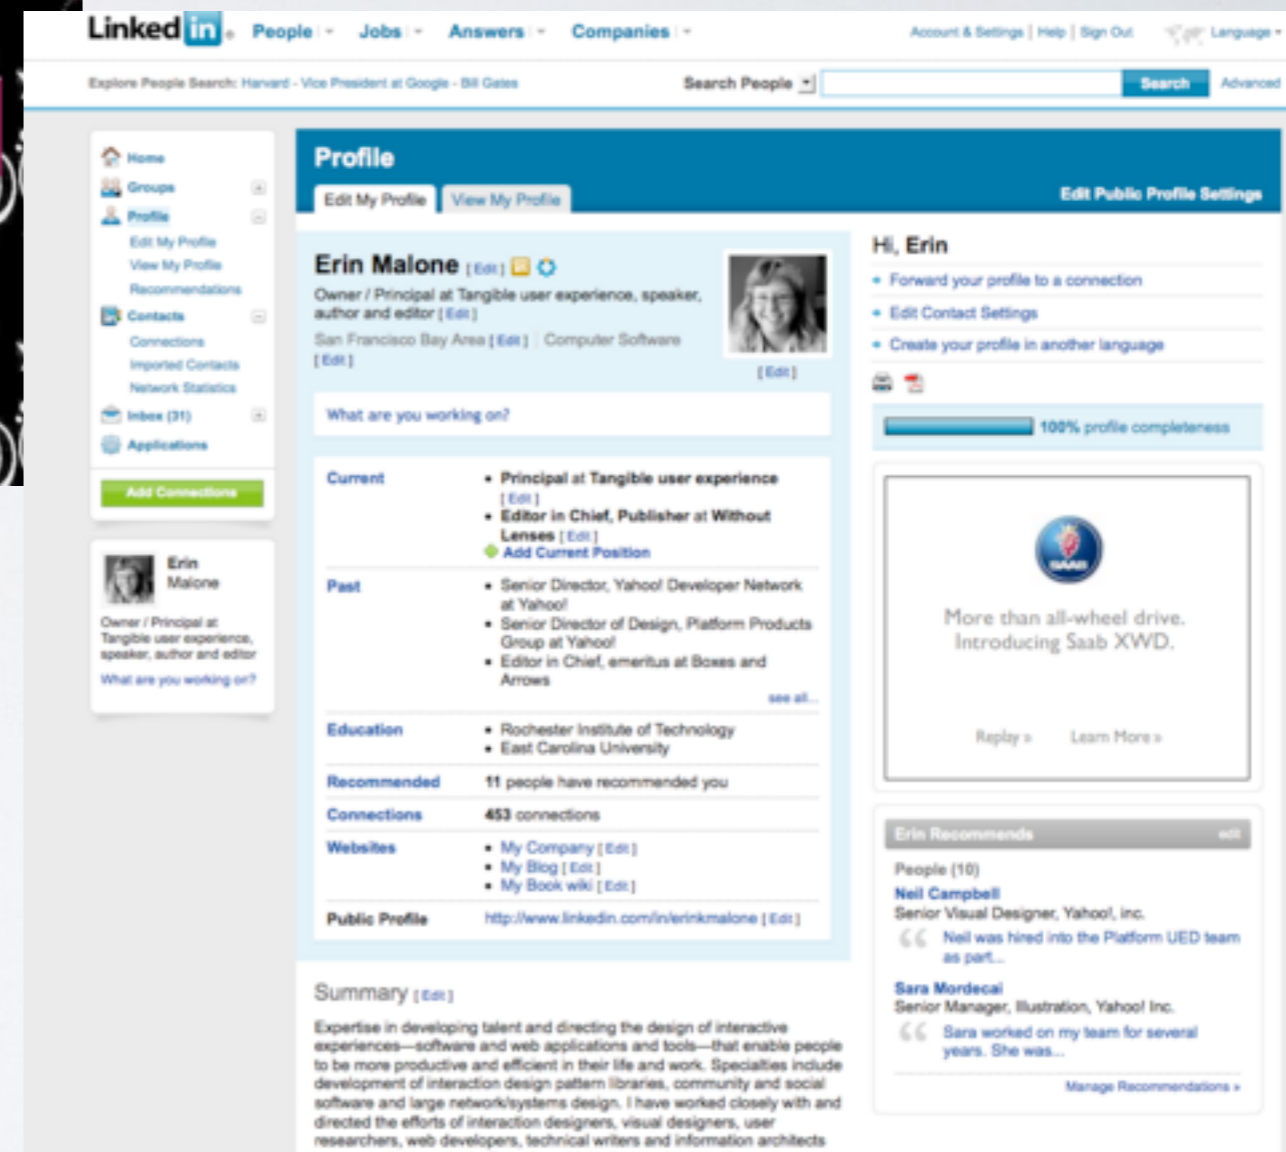 Linked in
People
Jobs
Answers
Companies
Account & Settings | Help | Sign Out
Language
Explore People Search: Harvard - Vice President at Google - Bill Gates
Search People
Search
Advanced
Home
Groups
Profile
Edit My Profile
View My Profile
Recommendations
Contacts
Connections
Imported Contacts
Network Statistics
Inbox (31)
Applications
Add Connections
Erin
Malone
Owner / Principal at
Tangible user experience,
speaker, author and editor
What are you working on?
Profile
Edit My Profile
View My Profile
Edit Public Profile Settings
Erin Malone [Edit]
Owner / Principal at Tangible user experience, speaker,
author and editor [Edit]
San Francisco Bay Area [Edit] | Computer Software
[Edit]
[Edit]
What are you working on?
Current
• Principal at Tangible user experience
[Edit]
• Editor in Chief, Publisher at Without
Lenses [Edit]
Add Current Position
Past
• Senior Director, Yahoo! Developer Network
at Yahoo!
• Senior Director of Design, Platform Products
Group at Yahoo!
• Editor in Chief, emeritus at Boxes and
Arrows
see all...
Education
• Rochester Institute of Technology
• East Carolina University
Recommended 11 people have recommended you
Connections 453 connections
Websites
• My Company [Edit]
• My Blog [Edit]
• My Book wiki [Edit]
Public Profile http://www.linkedin.com/in/erinkmalone [Edit]
Summary [Edit]
Expertise in developing talent and directing the design of interactive
experiences—software and web applications and tools—that enable people
to be more productive and efficient in their life and work. Specialties include
development of interaction design pattern libraries, community and social
software and large network/systems design. I have worked closely with and
directed the efforts of interaction designers, visual designers, user
researchers, web developers, technical writers and information architects
Hi, Erin
Forward your profile to a connection
Edit Contact Settings
Create your profile in another language
100% profile completeness
SAAB
More than all-wheel drive.
Introducing Saab XWD.
Replay » Learn More »
Erin Recommends edit
People (10)
Neil Campbell
Senior Visual Designer, Yahoo!, inc.
Neil was hired into the Platform UED team
as part...
Sara Mordecai
Senior Manager, Illustration, Yahoo! Inc.
Sara worked on my team for several
years. She was...
Manage Recommendations »